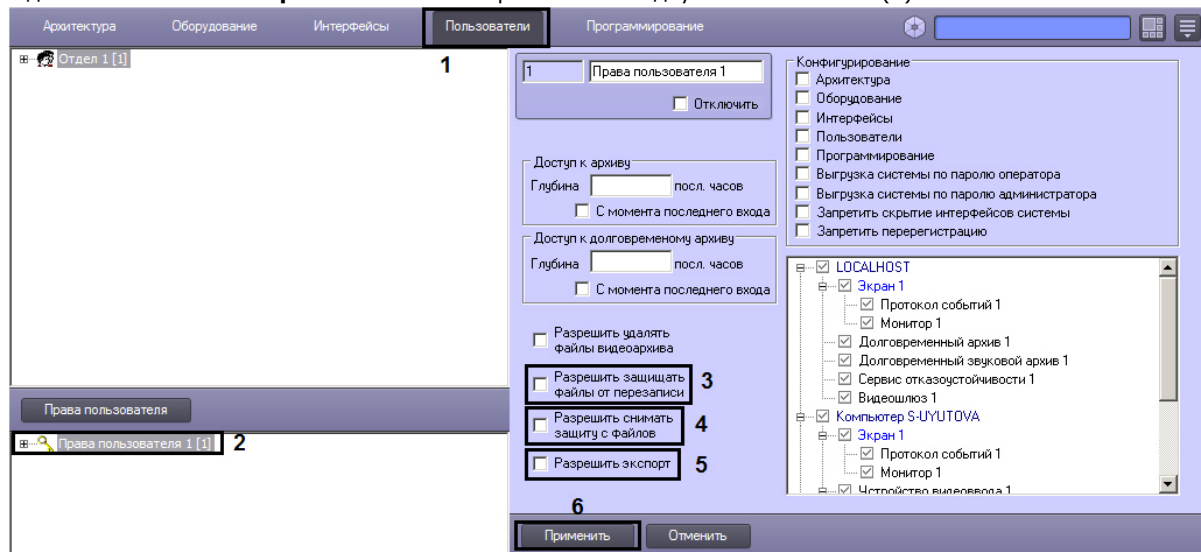 Архитектура Оборудование Интерфейсы Пользователи Программирование
Отдел 1 [1]
1
Права пользователя
Права пользователя 1 [1] 2
1 Права пользователя 1
Отключить
Доступ к архиву
Глубина посл. часов
С момента последнего входа
Доступ к долговременому архиву
Глубина посл. часов
С момента последнего входа
Разрешить удалять
файлы видеоархива
Разрешить защищать
файлы от перезаписи
3
Разрешить снимать
защиту с файлов
4
Разрешить экспорт 5
Конфигурирование
Архитектура
Оборудование
Интерфейсы
Пользователи
Программирование
Выгрузка системы по паролю оператора
Выгрузка системы по паролю администратора
Запретить скрытие интерфейсов системы
Запретить перерегистрацию
LOCALHOST
Экран 1
Протокол событий 1
Монитор 1
Долговременный архив 1
Долговременный звуковой архив 1
Сервис отказоустойчивости 1
Видеошлюз 1
Компьютер S-UYUTOVA
Экран 1
Протокол событий 1
Монитор 1
Устройство видеоввода 1
6
Применить Отменить